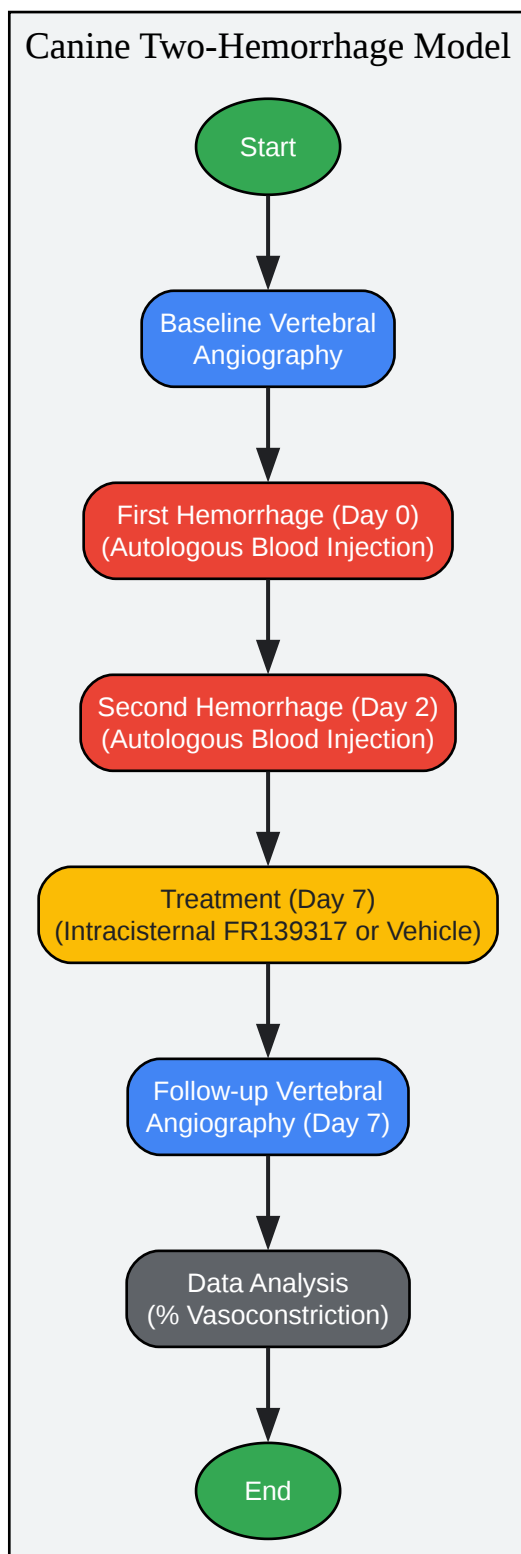 Canine Two-Hemorrhage Model
Start
Baseline Vertebral
Angiography
First Hemorrhage (Day 0)
(Autologous Blood Injection)
Second Hemorrhage (Day 2)
(Autologous Blood Injection)
Treatment (Day 7)
(Intracisternal FR139317 or Vehicle)
Follow-up Vertebral
Angiography (Day 7)
Data Analysis
(% Vasoconstriction)
End